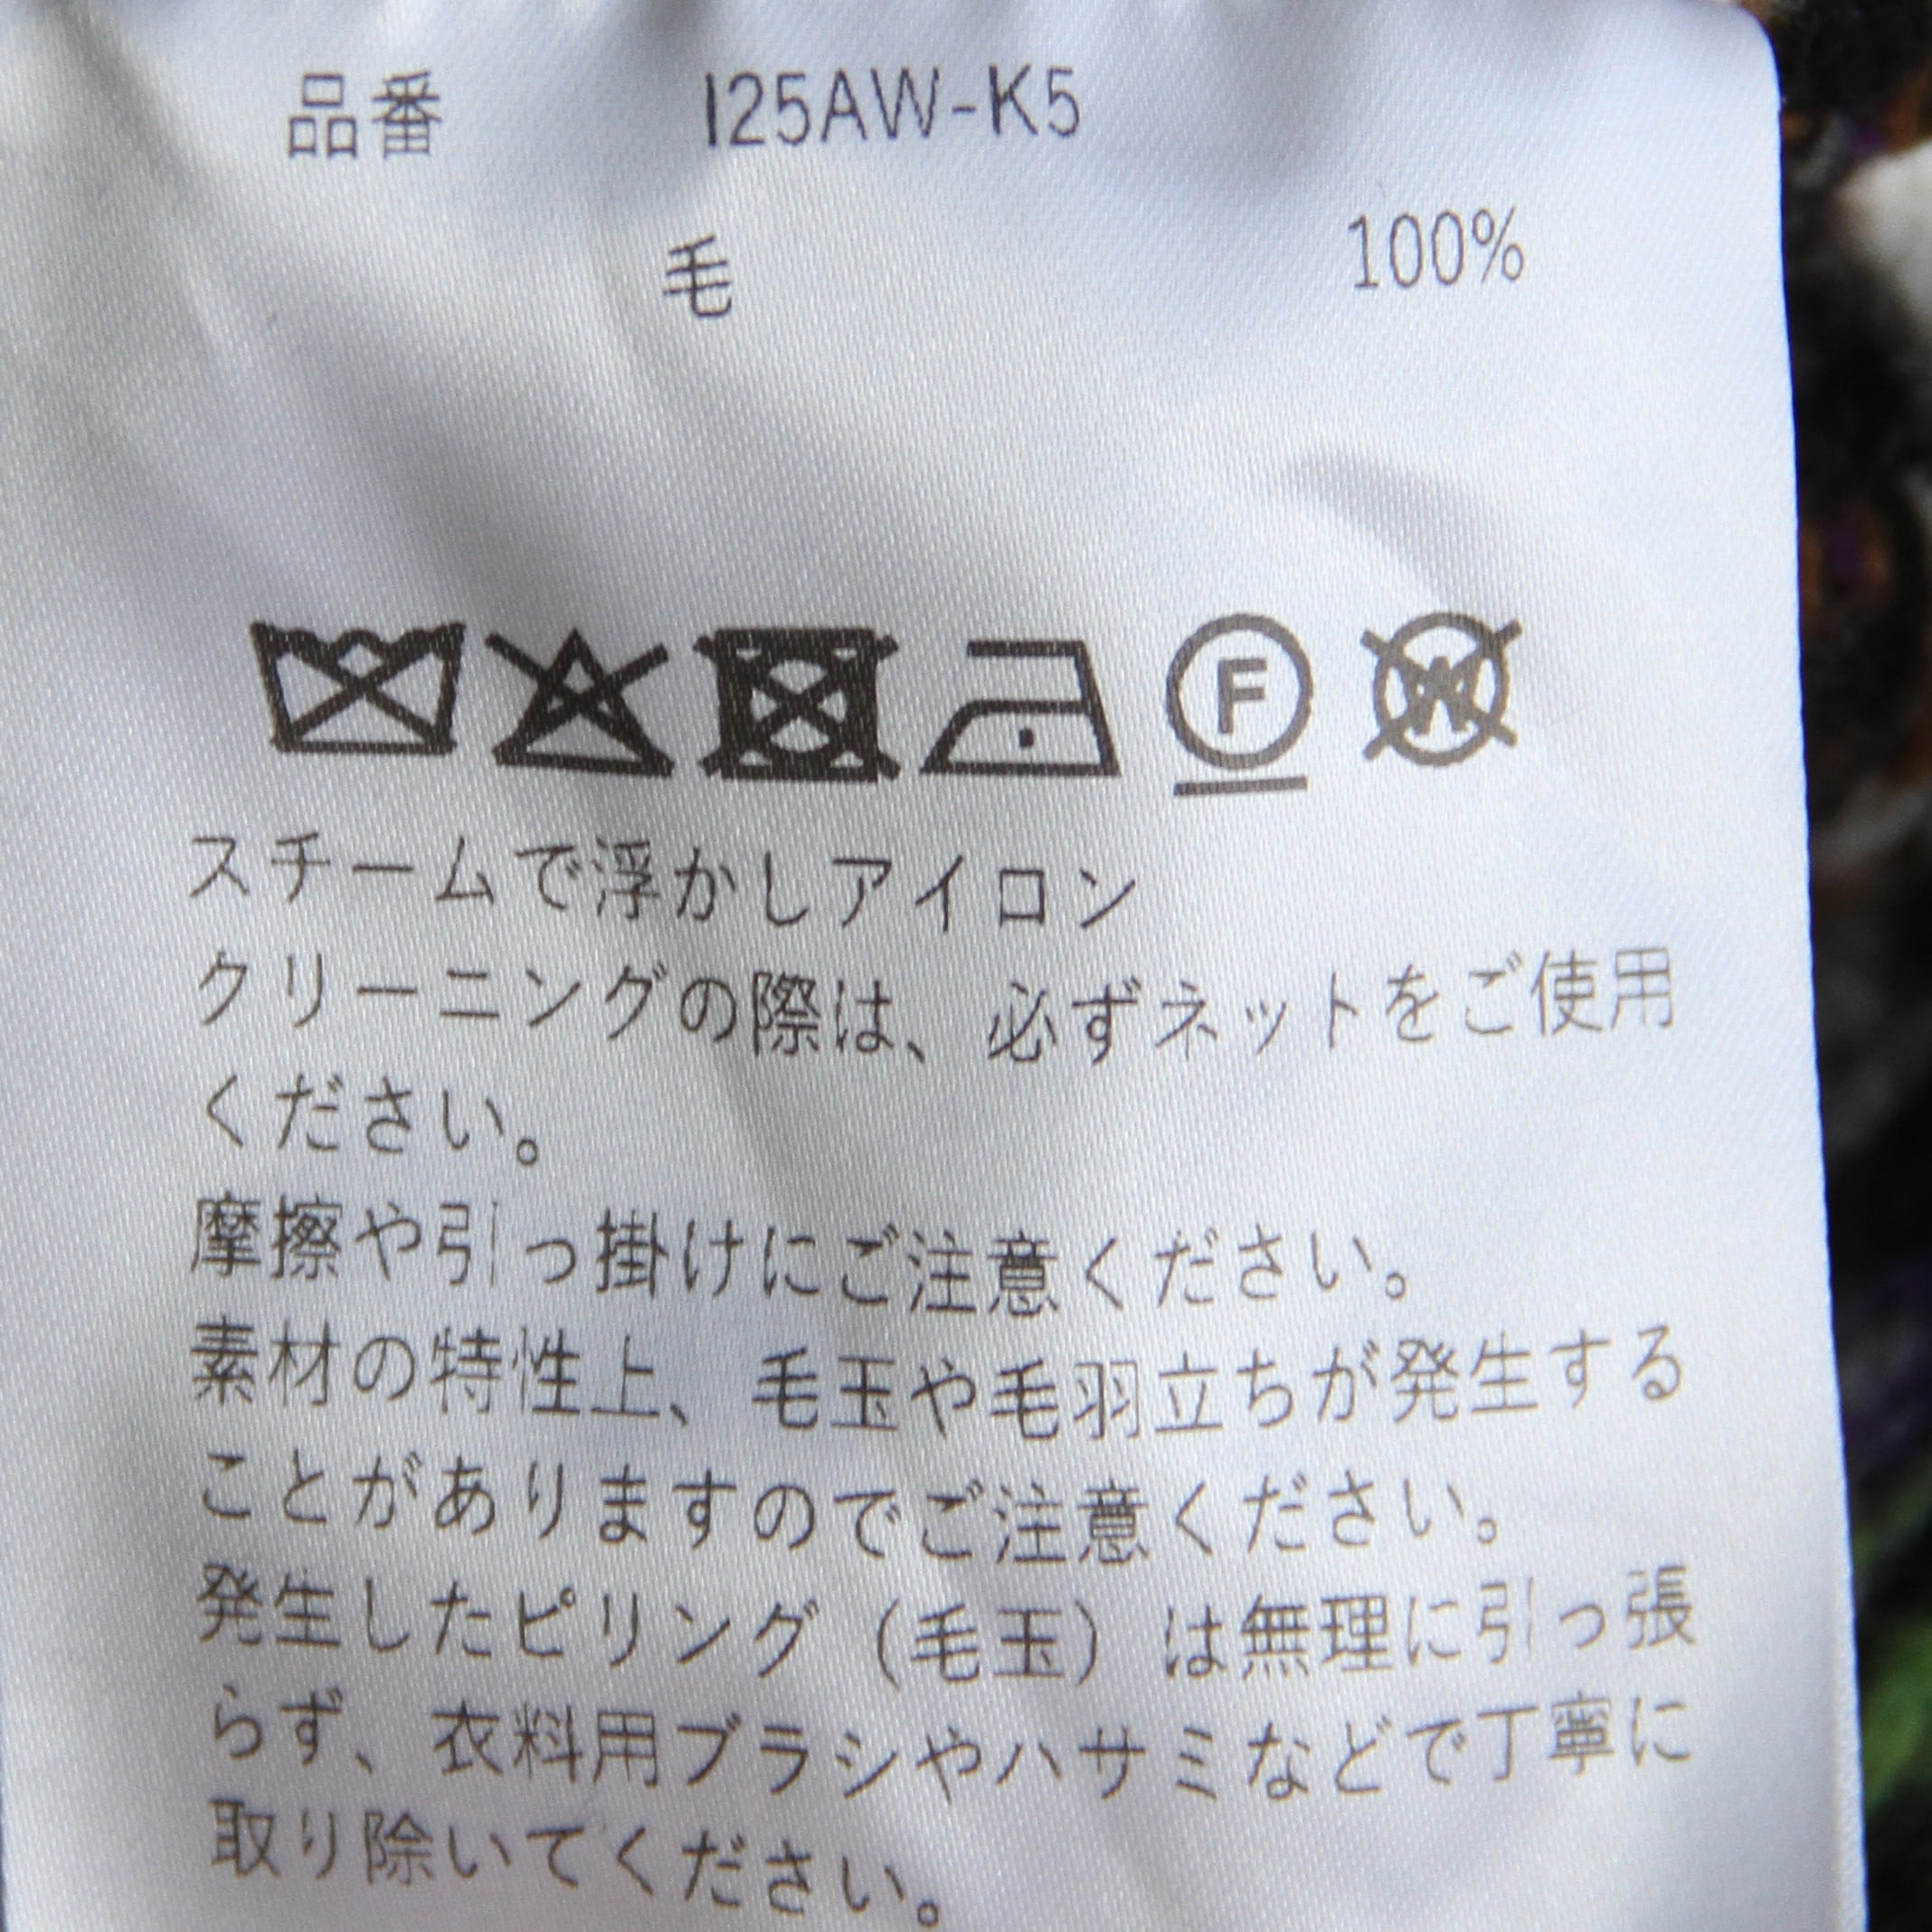 品番 I25AW-K5
毛 100%
F W
スチームで浮かしアイロン
クリーニングの際は、必ずネットをご使用
ください。
摩擦や引っ掛けにご注意ください。
素材の特性上、毛玉や毛羽立ちが発生する
ことがありますのでご注意ください。
発生したピリング（毛玉）は無理に引っ張
らず、衣料用ブラシやハサミなどで丁寧に
取り除いてください。